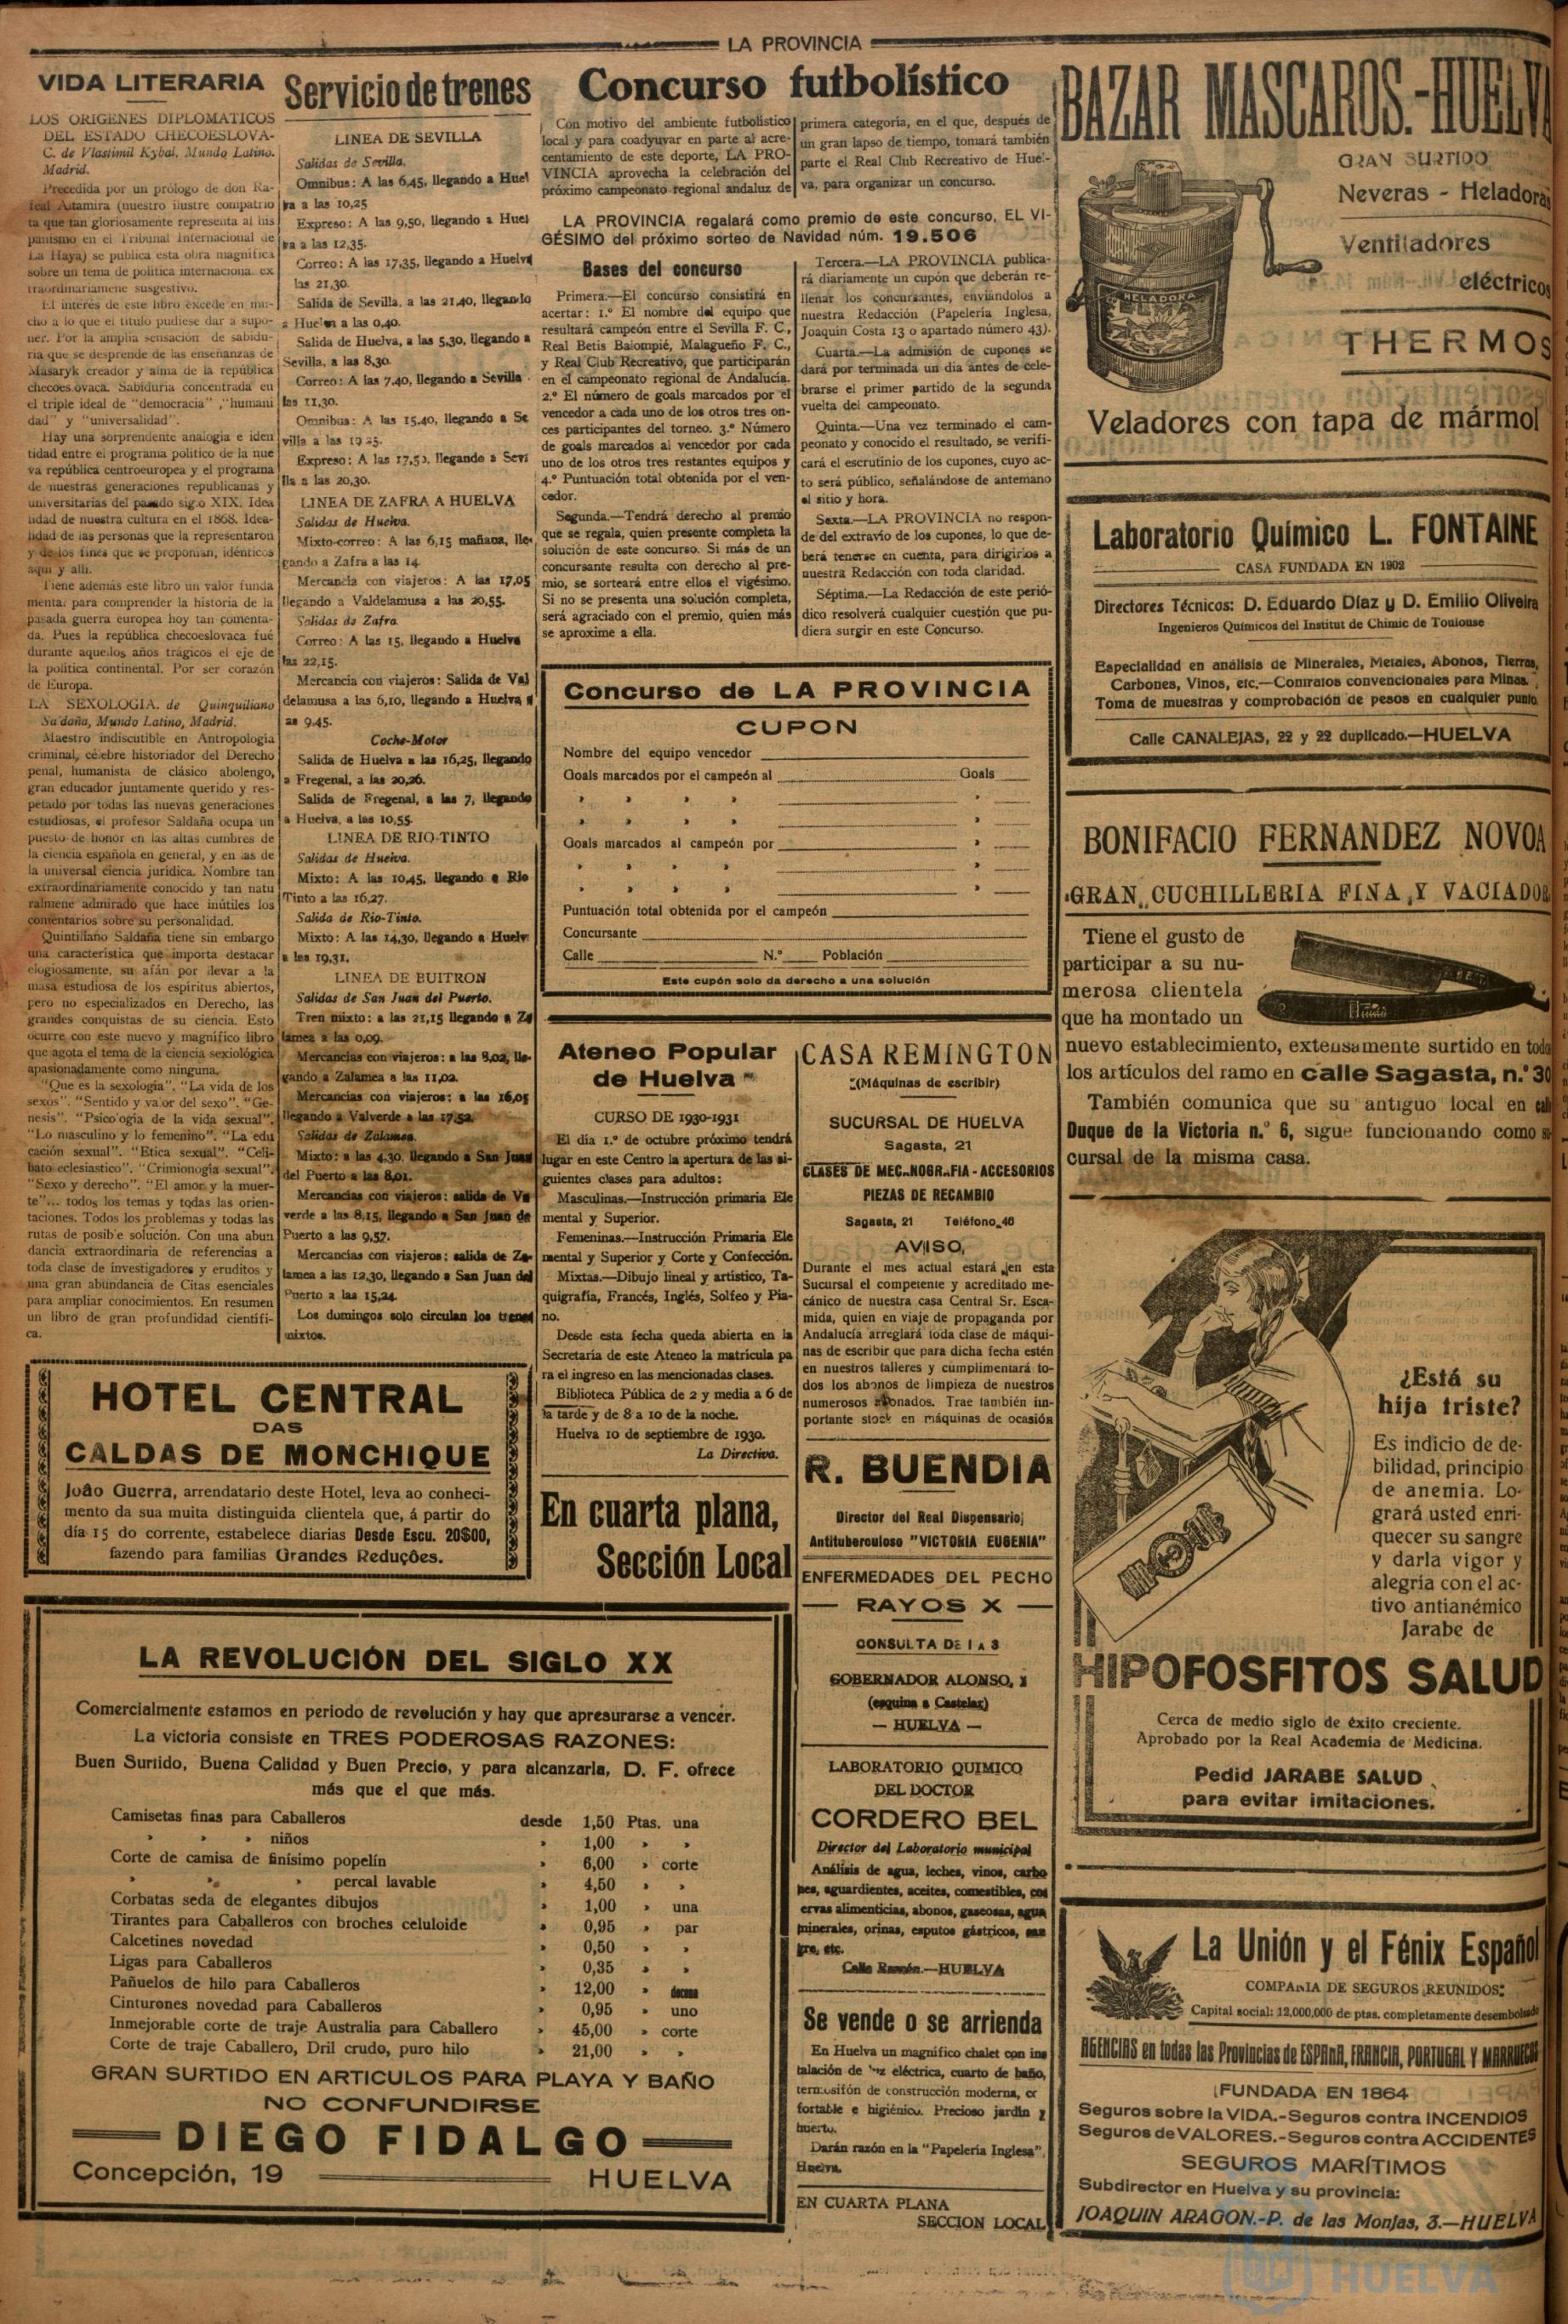 LA PROVINCIA
VIDA LITERARIA
LOS ORIGENES DIPLOMATICOS
DEL ESTADO CHECOESLOVA-
C. de Vlastimil Kybal. Mundo Latino.
Madrid.
Precedida por un prólogo de don Ra-
fael Altamira (nuestro ilustre compatrio
ta que tan gloriosamente representa al his
panismo en el Tribunal Internacional de
La Haya) se publica esta obra magnífica
sobre un tema de política internaciona. ex
traordinariamene susgestivo.
El interés de este libro excede en mu-
cho a lo que el título pudiese dar a supo-
ner. Por la amplia sensación de sabidu-
ría que se desprende de las enseñanzas de
Masaryk creador y alma de la república
checoes.ovaca. Sabiduría concentrada en
el triple ideal de "democracia" ,"humani
dad" y "universalidad".
Hay una sorprendente analogía e iden
tidad entre el programa político de la nue
va república centroeuropea y el programa
de nuestras generaciones republicanas y
universitarias del pasado sig.o XIX. Idea
lidad de nuestra cultura en el 1868. Idea-
lidad de las personas que la representaron
y de los fines que se proponían, idénticos
aquí y allí.
Tiene además este libro un valor funda
menta. para comprender la historia de la
pasada guerra europea hoy tan comenta-
da. Pues la república checoeslovaca fué
durante aquellos años trágicos el eje de
la política continental. Por ser corazón
de Europa.
LA SEXOLOGIA. de Quinquiliano
Sa'daña, Mundo Latino, Madrid.
Maestro indiscutible en Antropología
criminal, célebre historiador del Derecho
penal, humanista de clásico abolengo,
gran educador juntamente querido y res-
petado por todas las nuevas generaciones
estudiosas, el profesor Saldaña ocupa un
puesto de honor en las altas cumbres de
la ciencia española en general, y en las de
la universal ciencia jurídica. Nombre tan
extraordinariamente conocido y tan natu
ralmene admirado que hace inútiles los
comentarios sobre su personalidad.
Quintiliano Saldaña tiene sin embargo
una característica que importa destacar
elogiosamente, su afán por llevar a la
masa estudiosa de los espíritus abiertos,
pero no especializados en Derecho, las
grandes conquistas de su ciencia. Esto
ocurre con este nuevo y magnífico libro
que agota el tema de la ciencia sexiológica
apasionadamente como ninguna.
"Que es la sexología". "La vida de los
sexos". "Sentido y va'or del sexo". "Ge-
nesis". "Psico'ogía de la vida sexual".
"Lo masculino y lo femenino". "La edu
cación sexual". "Etica sexual". "Celi-
bato eclesiastico". "Crimionogía sexual".
"Sexo y derecho". "El amor y la muer-
te"... todos los temas y todas las orien-
taciones. Todos los problemas y todas las
rutas de posib'e solución. Con una abun
dancia extraordinaria de referencias a
toda clase de investigadores y eruditos y
una gran abundancia de Citas esenciales
para ampliar conocimientos. En resumen
un libro de gran profundidad científi-
ca.
Servicio de trenes
LINEA DE SEVILLA
Salidas de Sevilla.
Omnibus: A las 6,45, llegando a Huel
va a las 10,25
Expreso: A las 9,50, llegando a Huel
va a las 12,35.
Correo: A las 17,35, llegando a Huelva
las 21,30.
Salida de Sevilla, a las 21,40, llegando
a Huelva a las 0,40.
Salida de Huelva, a las 5,30, llegando a
Sevilla, a las 8,30.
Correo: A las 7,40, llegando a Sevilla
las 11,30.
Omnibus: A las 15,40, llegando a Se
villa a las 19 25.
Expreso: A las 17,50, llegando a Sevi
lla a las 20,30.
LINEA DE ZAFRA A HUELVA
Salidas de Huelva.
Mixto-correo: A las 6,15 mañana, lle-
gando a Zafra a las 14.
Mercancía con viajeros: A las 17,05
llegando a Valdelamusa a las 20,55.
Salidas de Zafra.
Correo: A las 15, llegando a Huelva
las 22,15.
Mercancía con viajeros: Salida de Val
delamusa a las 6,10, llegando a Huelva a
as 9,45.
Coche-Motor
Salida de Huelva a las 16,25, llegando
a Fregenal, a las 20,26.
Salida de Fregenal, a las 7, llegando
a Huelva, a las 10,55.
LINEA DE RIO-TINTO
Salidas de Huelva.
Mixto: A las 10,45, llegando e Rio
Tinto a las 16,27.
Salida de Rio-Tinto.
Mixto: A las 14,30, llegando a Huelv
a las 19,31.
LINEA DE BUITRON
Salidas de San Juan del Puerto.
Tren mixto: a las 21,15 llegando a Za
lamea a las 0,09.
Mercancías con viajeros: a las 8,02, lle-
gando a Zalamea a las 11,02.
Mercancías con viajeros: a las 16,05
llegando a Valverde a las 17,52.
Salidas de Zalamea.
Mixto: a las 4,30, llegando a San Juan
del Puerto a las 8,01.
Mercancías con viajeros: salida de Va
verde a las 8,15, llegando a San Juan de
Puerto a las 9,57.
Mercancías con viajeros: salida de Za-
lamea a las 12,30, llegando a San Juan del
Puerto a las 15,24.
Los domingos solo circulan los trenes
mixtos.
HOTEL CENTRAL
DAS
CALDAS DE MONCHIQUE
João Guerra, arrendatario deste Hotel, leva ao conheci-
mento da sua muita distinguida clientela que, á partir do
día 15 do corrente, estabelece diarias Desde Escu. 20$00,
fazendo para familias Grandes Reduções.
Concurso futbolístico
Con motivo del ambiente futbolístico
local y para coadyuvar en parte al acre-
centamiento de este deporte, LA PRO-
VINCIA aprovecha la celebración del
próximo campeonato regional andaluz de
primera categoría, en el que, después de
un gran lapso de tiempo, tomará también
parte el Real Club Recreativo de Huel-
va, para organizar un concurso.
LA PROVINCIA regalará como premio de este concurso, EL VI-
GÉSIMO del próximo sorteo de Navidad núm. 19.506
Bases del concurso
Primera.—El concurso consistirá en
acertar: 1.º El nombre del equipo que
resultará campeón entre el Sevilla F. C.,
Real Betis Balompié, Malagueño F. C.,
y Real Club Recreativo, que participarán
en el campeonato regional de Andalucía.
2.º El número de goals marcados por el
vencedor a cada uno de los otros tres on-
ces participantes del torneo. 3.º Número
de goals marcados al vencedor por cada
uno de los otros tres restantes equipos y
4.º Puntuación total obtenida por el ven-
cedor.
Segunda.—Tendrá derecho al premio
que se regala, quien presente completa la
solución de este concurso. Si más de un
concursante resulta con derecho al pre-
mio, se sorteará entre ellos el vigésimo.
Si no se presenta una solución completa,
será agraciado con el premio, quien más
se aproxime a ella.
Tercera.—LA PROVINCIA publica-
rá diariamente un cupón que deberán re-
llenar los concursantes, enviándolos a
nuestra Redacción (Papelería Inglesa,
Joaquín Costa 13 o apartado número 43).
Cuarta.—La admisión de cupones se
dará por terminada un día antes de cele-
brarse el primer partido de la segunda
vuelta del campeonato.
Quinta.—Una vez terminado el cam-
peonato y conocido el resultado, se verifi-
cará el escrutinio de los cupones, cuyo ac-
to será público, señalándose de antemano
el sitio y hora.
Sexta.—LA PROVINCIA no respon-
de del extravío de los cupones, lo que de-
berá tenerse en cuenta, para dirigirlos a
nuestra Redacción con toda claridad.
Séptima.—La Redacción de este perió-
dico resolverá cualquier cuestión que pu-
diera surgir en este Concurso.
Concurso de LA PROVINCIA
CUPON
Nombre del equipo vencedor
Goals marcados por el campeón al Goals
» » » » »
» » » » »
Goals marcados al campeón por »
» » » » »
» » » » »
Puntuación total obtenida por el campeón
Concursante
Calle N.º Población
Este cupón solo da derecho a una solución
Ateneo Popular
de Huelva
CURSO DE 1930-1931
El día 1.º de octubre próximo tendrá
lugar en este Centro la apertura de las si-
guientes clases para adultos:
Masculinas.—Instrucción primaria Ele
mental y Superior.
Femeninas.—Instrucción Primaria Ele
mental y Superior y Corte y Confección.
Mixtas.—Dibujo lineal y artístico, Ta-
quigrafía, Francés, Inglés, Solfeo y Pia-
no.
Desde esta fecha queda abierta en la
Secretaría de este Ateneo la matrícula pa
ra el ingreso en las mencionadas clases.
Biblioteca Pública de 2 y media a 6 de
la tarde y de 8 a 10 de la noche.
Huelva 10 de septiembre de 1930.
La Directiva.
En cuarta plana,
Sección Local
CASA REMINGTON
(Máquinas de escribir)
SUCURSAL DE HUELVA
Sagasta, 21
CLASES DE MECANOGRAFIA - ACCESORIOS
PIEZAS DE RECAMBIO
Sagasta, 21 Teléfono, 46
AVISO,
Durante el mes actual estará en esta
Sucursal el competente y acreditado me-
cánico de nuestra casa Central Sr. Esca-
mida, quien en viaje de propaganda por
Andalucía arreglará toda clase de máqui-
nas de escribir que para dicha fecha estén
en nuestros talleres y cumplimentará to-
dos los abonos de limpieza de nuestros
numerosos abonados. Trae también im-
portante stock en máquinas de ocasión
R. BUENDIA
Director del Real Dispensario
Antituberculoso "VICTORIA EUGENIA"
ENFERMEDADES DEL PECHO
— RAYOS X —
CONSULTA DE 1 A 3
GOBERNADOR ALONSO, 1
(esquina a Castelar)
— HUELVA —
LABORATORIO QUIMICO
DEL DOCTOR
CORDERO BEL
Director del Laboratorio municipal
Análisis de agua, leches, vinos, carbo
nes, aguardientes, aceites, comestibles, con
ervas alimenticias, abonos, gaseosas, agua
minerales, orinas, esputos gástricos, san
gre, etc.
Calle Rascón.—HUELVA
Se vende o se arrienda
En Huelva un magnífico chalet con ins
talación de luz eléctrica, cuarto de baño,
termosifón de construcción moderna, cr
fortable e higiénico. Precioso jardín y
huerto.
Darán razón en la "Papelería Inglesa".
Huelva.
EN CUARTA PLANA
SECCION LOCAL
LA REVOLUCIÓN DEL SIGLO XX
Comercialmente estamos en periodo de revolución y hay que apresurarse a vencer.
La victoria consiste en TRES PODEROSAS RAZONES:
Buen Surtido, Buena Calidad y Buen Precio, y para alcanzarla, D. F. ofrece
más que el que más.
Camisetas finas para Caballeros desde 1,50 Ptas. una
» » » niños » 1,00 » »
Corte de camisa de finísimo popelín » 6,00 » corte
» » » percal lavable » 4,50 » »
Corbatas seda de elegantes dibujos » 1,00 » una
Tirantes para Caballeros con broches celuloide » 0,95 » par
Calcetines novedad » 0,50 » »
Ligas para Caballeros » 0,35 » »
Pañuelos de hilo para Caballeros » 12,00 » docena
Cinturones novedad para Caballeros » 0,95 » uno
Inmejorable corte de traje Australia para Caballero » 45,00 » corte
Corte de traje Caballero, Dril crudo, puro hilo » 21,00 » »
GRAN SURTIDO EN ARTICULOS PARA PLAYA Y BAÑO
NO CONFUNDIRSE
DIEGO FIDALGO
Concepción, 19 HUELVA
BAZAR MASCAROS.-HUELVA
GRAN SURTIDO
Neveras - Heladoras
Ventiladores
eléctricos
THERMOS
HELADORA
ELMA
Veladores con tapa de mármol
Laboratorio Químico L. FONTAINE
CASA FUNDADA EN 1902
Directores Técnicos: D. Eduardo Díaz y D. Emilio Oliveira
Ingenieros Químicos del Institut de Chimic de Toulouse
Especialidad en análisis de Minerales, Metales, Abonos, Tierras,
Carbones, Vinos, etc.—Contratos convencionales para Minas.
Toma de muestras y comprobación de pesos en cualquier punto
Calle CANALEJAS, 22 y 22 duplicado.—HUELVA
BONIFACIO FERNANDEZ NOVOA
GRAN CUCHILLERIA FINA Y VACIADOR
Tiene el gusto de
participar a su nu-
merosa clientela
que ha montado un
nuevo establecimiento, extensamente surtido en todos
los artículos del ramo en calle Sagasta, n.º 30
También comunica que su antiguo local en calle
Duque de la Victoria n.º 6, sigue funcionando como su
cursal de la misma casa.
¿Está su
hija triste?
Es indicio de de-
bilidad, principio
de anemia. Lo-
grará usted enri-
quecer su sangre
y darla vigor y
alegria con el ac-
tivo antianémico
Jarabe de
HIPOFOSFITOS SALUD
Cerca de medio siglo de éxito creciente.
Aprobado por la Real Academia de Medicina.
Pedid JARABE SALUD
para evitar imitaciones.
La Unión y el Fénix Español
COMPAÑIA DE SEGUROS REUNIDOS
Capital social: 12.000.000 de ptas. completamente desembolsado
AGENCIAS en todas las Provincias de ESPAÑA, FRANCIA, PORTUGAL Y MARRUECOS
FUNDADA EN 1864
Seguros sobre la VIDA.-Seguros contra INCENDIOS
Seguros de VALORES.-Seguros contra ACCIDENTES
SEGUROS MARÍTIMOS
Subdirector en Huelva y su provincia:
JOAQUIN ARAGON.-P. de las Monjas, 3.—HUELVA
HUELVA